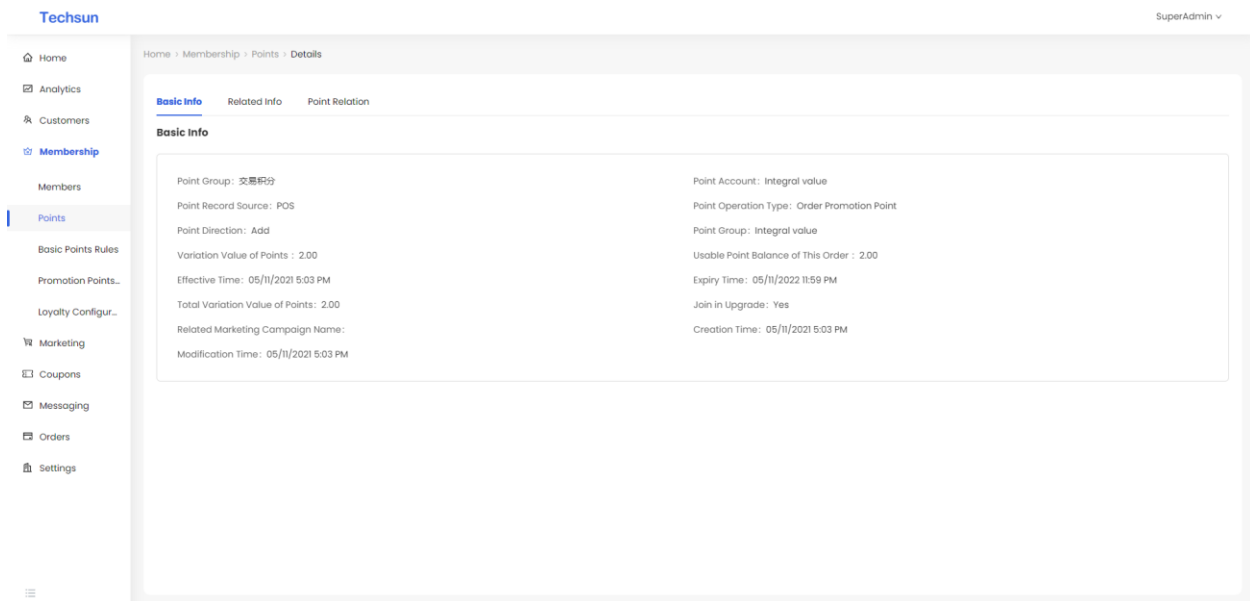 Techsun
SuperAdmin
Home
Analytics
Customers
Membership
Members
Points
Basic Points Rules
Promotion Points...
Loyalty Configur...
Marketing
Coupons
Messaging
Orders
Settings
Home > Membership > Points > Details
Basic Info Related Info Point Relation
Basic Info
Point Group: 交易积分 Point Account: Integral value
Point Record Source: POS Point Operation Type: Order Promotion Point
Point Direction: Add Point Group: Integral value
Variation Value of Points : 2.00 Usable Point Balance of This Order : 2.00
Effective Time: 05/11/2021 5:03 PM Expiry Time: 05/11/2022 11:59 PM
Total Variation Value of Points: 2.00 Join in Upgrade: Yes
Related Marketing Campaign Name: Creation Time: 05/11/2021 5:03 PM
Modification Time: 05/11/2021 5:03 PM